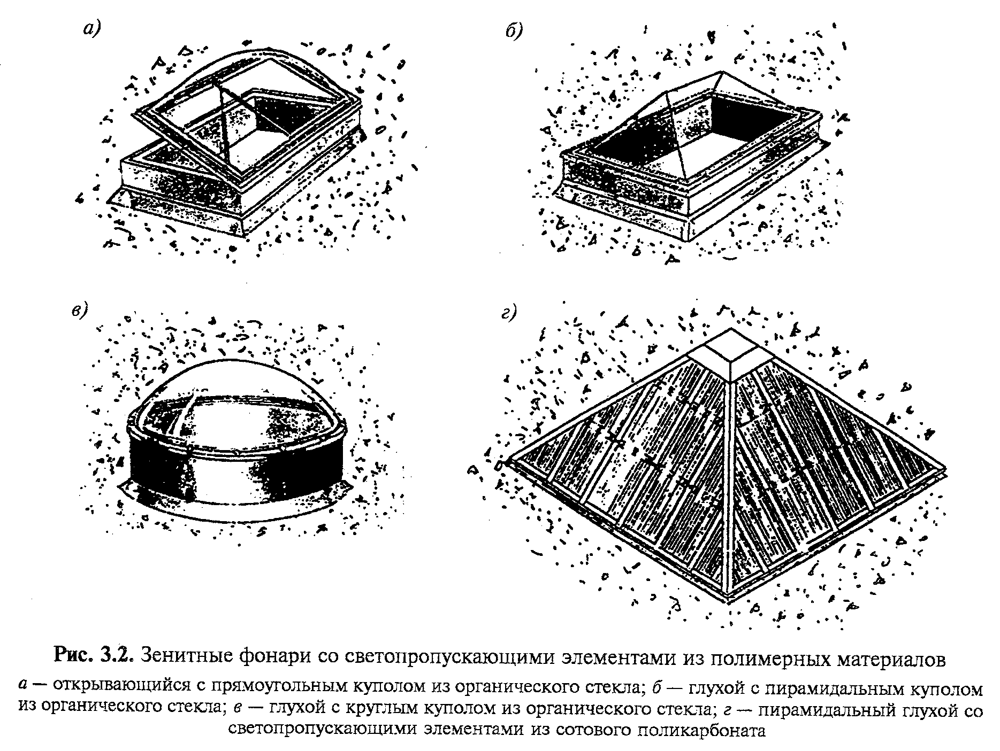 а)
б)
в)
г)
Рис. 3.2. Зенитные фонари со светопропускающими элементами из полимерных материалов
а — открывающийся с прямоугольным куполом из органического стекла; б — глухой с пирамидальным куполом
из органического стекла; в — глухой с круглым куполом из органического стекла; г — пирамидальный глухой со
светопропускающими элементами из сотового поликарбоната